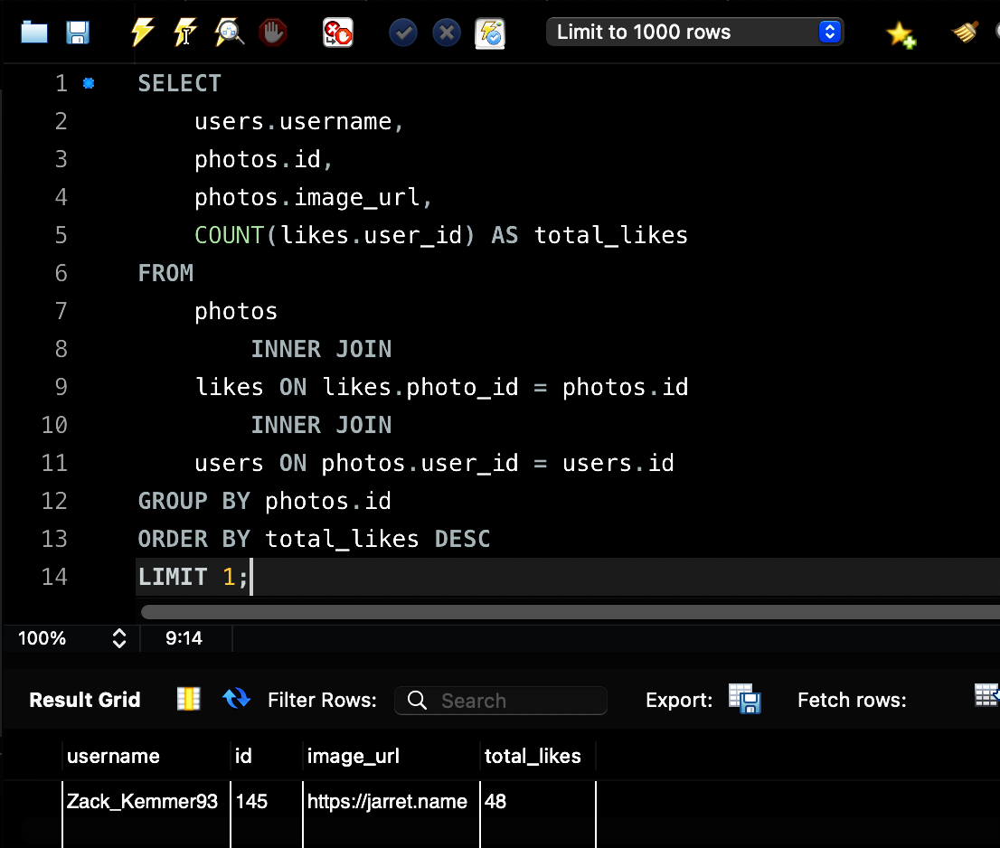 Limit to 1000 rows
1 SELECT
2 users.username,
3 photos.id,
4 photos.image_url,
5 COUNT(likes.user_id) AS total_likes
6 FROM
7 photos
8 INNER JOIN
9 likes ON likes.photo_id = photos.id
10 INNER JOIN
11 users ON photos.user_id = users.id
12 GROUP BY photos.id
13 ORDER BY total_likes DESC
14 LIMIT 1;
100% 9:14
Result Grid Filter Rows: Search Export: Fetch rows:
username id image_url total_likes
Zack_Kemmer93 145 https://jarret.name 48